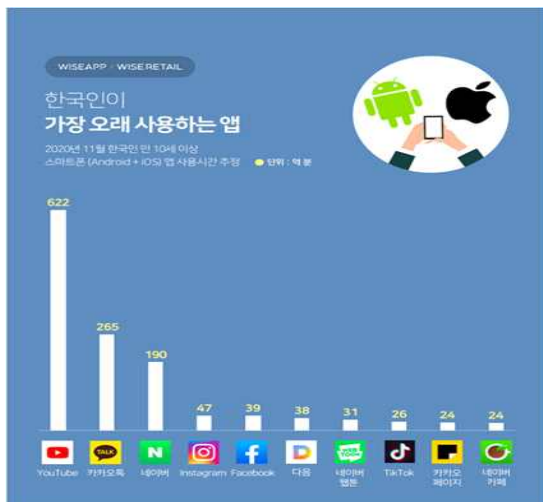 WISEAPP · WISERETAIL
한국인이
가장 오래 사용하는 앱
2020년 11월 한국인 만 10세 이상
스마트폰 (Android + iOS) 앱 사용시간 추정 ● 단위 : 억 분
622
265
190
47
39
38
31
26
24
24
TALK
N
f
D
WEB
TOON
YouTube
카카오톡
네이버
Instagram
Facebook
다음
네이버
웹툰
TikTok
카카오
페이지
네이버
카페